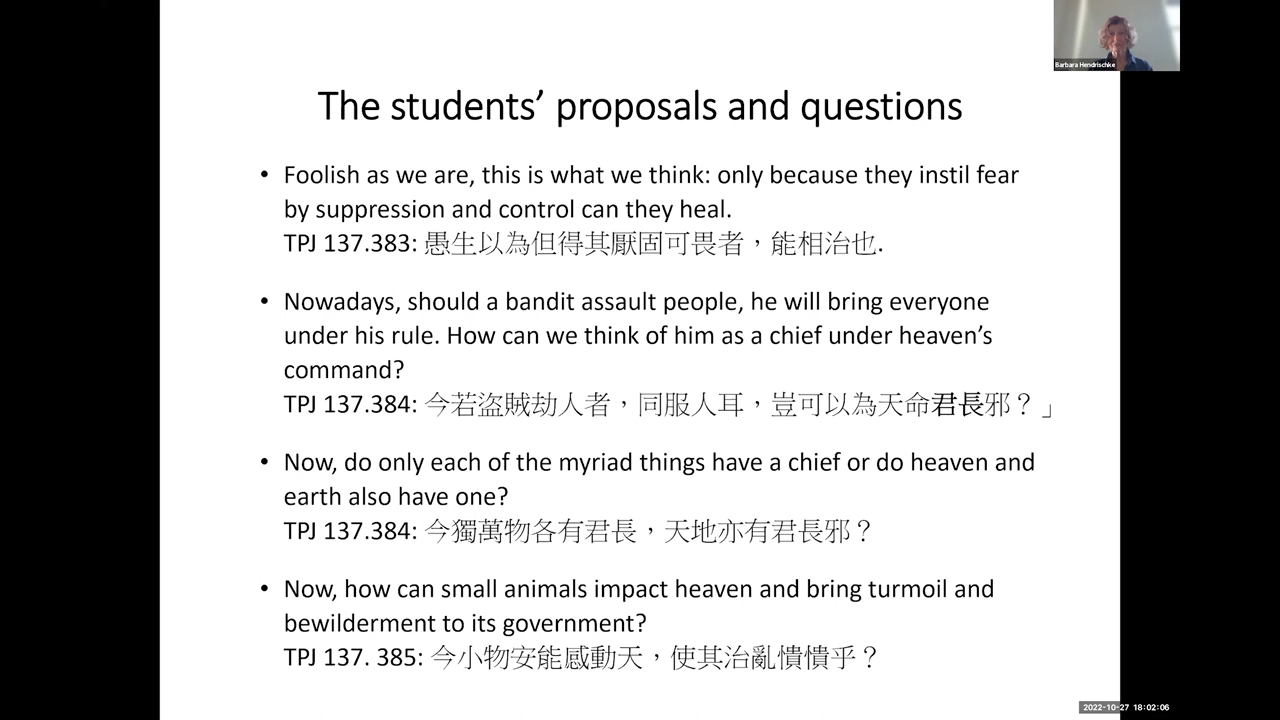 Barbara Hendrischke
The students’ proposals and questions
• Foolish as we are, this is what we think: only because they instil fear
by suppression and control can they heal.
TPJ 137.383: 愚生以為但得其厭固可畏者，能相治也.
• Nowadays, should a bandit assault people, he will bring everyone
under his rule. How can we think of him as a chief under heaven’s
command?
TPJ 137.384: 今若盜賊劫人者，同服人耳，豈可以為天命君長邪？」
• Now, do only each of the myriad things have a chief or do heaven and
earth also have one?
TPJ 137.384: 今獨萬物各有君長，天地亦有君長邪？
• Now, how can small animals impact heaven and bring turmoil and
bewilderment to its government?
TPJ 137. 385: 今小物安能感動天，使其治亂憒憒乎？
2022-10-27 18:02:06